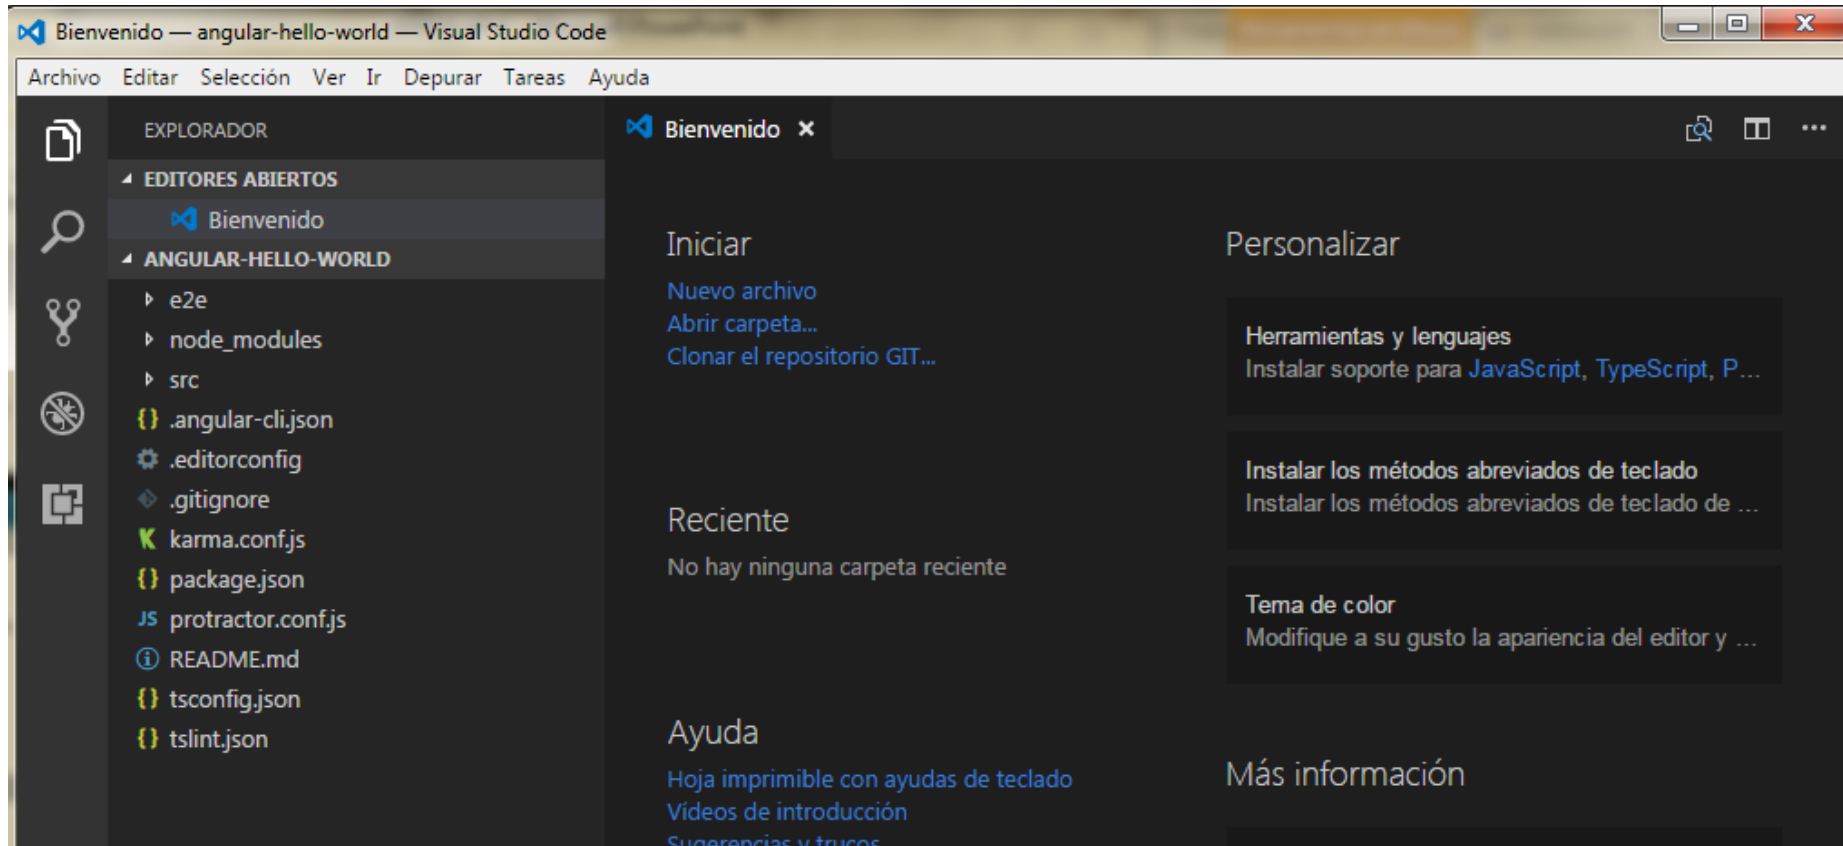 Bienvenido — angular-hello-world — Visual Studio Code
Archivo Editar Selección Ver Ir Depurar Tareas Ayuda
EXPLORADOR
EDITORES ABIERTOS
Bienvenido
ANGULAR-HELLO-WORLD
e2e
node_modules
src
{} .angular-cli.json
.editorconfig
.gitignore
K karma.conf.js
{} package.json
JS protractor.conf.js
README.md
{} tsconfig.json
{} tslint.json
Bienvenido
Iniciar
Nuevo archivo
Abrir carpeta...
Clonar el repositorio GIT...
Reciente
No hay ninguna carpeta reciente
Ayuda
Hoja imprimible con ayudas de teclado
Vídeos de introducción
Sugerencias y trucos
Personalizar
Herramientas y lenguajes
Instalar soporte para JavaScript, TypeScript, P...
Instalar los métodos abreviados de teclado
Instalar los métodos abreviados de teclado de ...
Tema de color
Modifique a su gusto la apariencia del editor y ...
Más información